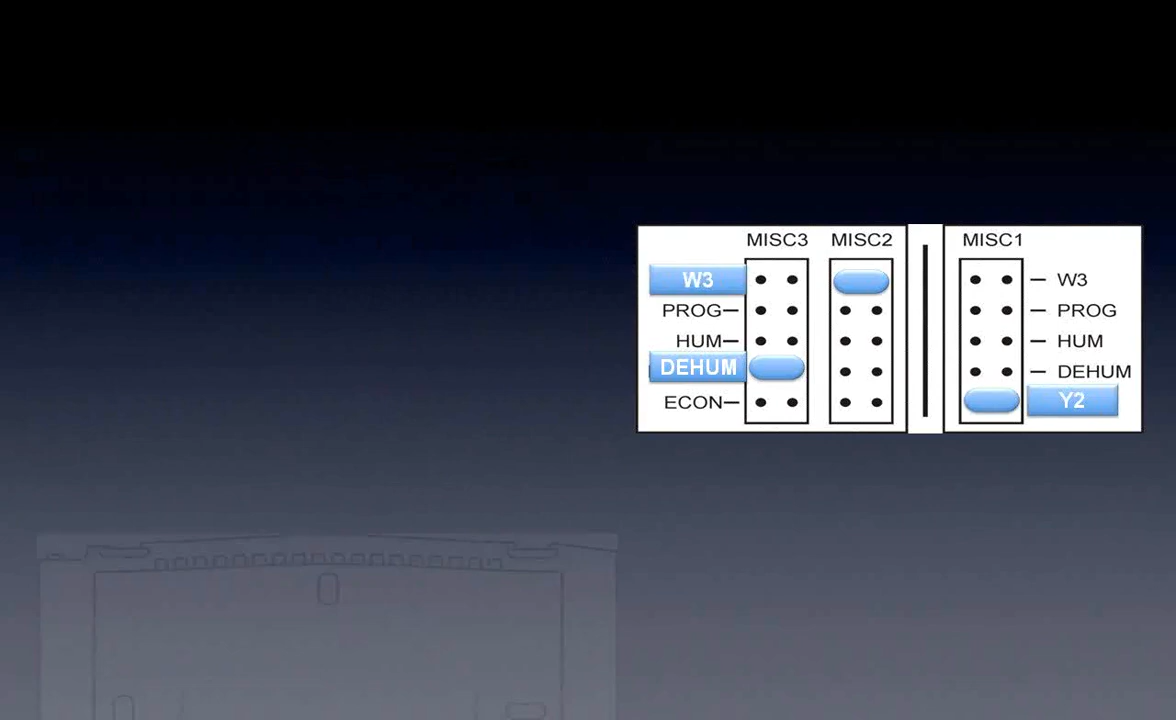 MISC3 MISC2 MISC1
W3 W3
PROG PROG
HUM HUM
DEHUM DEHUM
ECON Y2